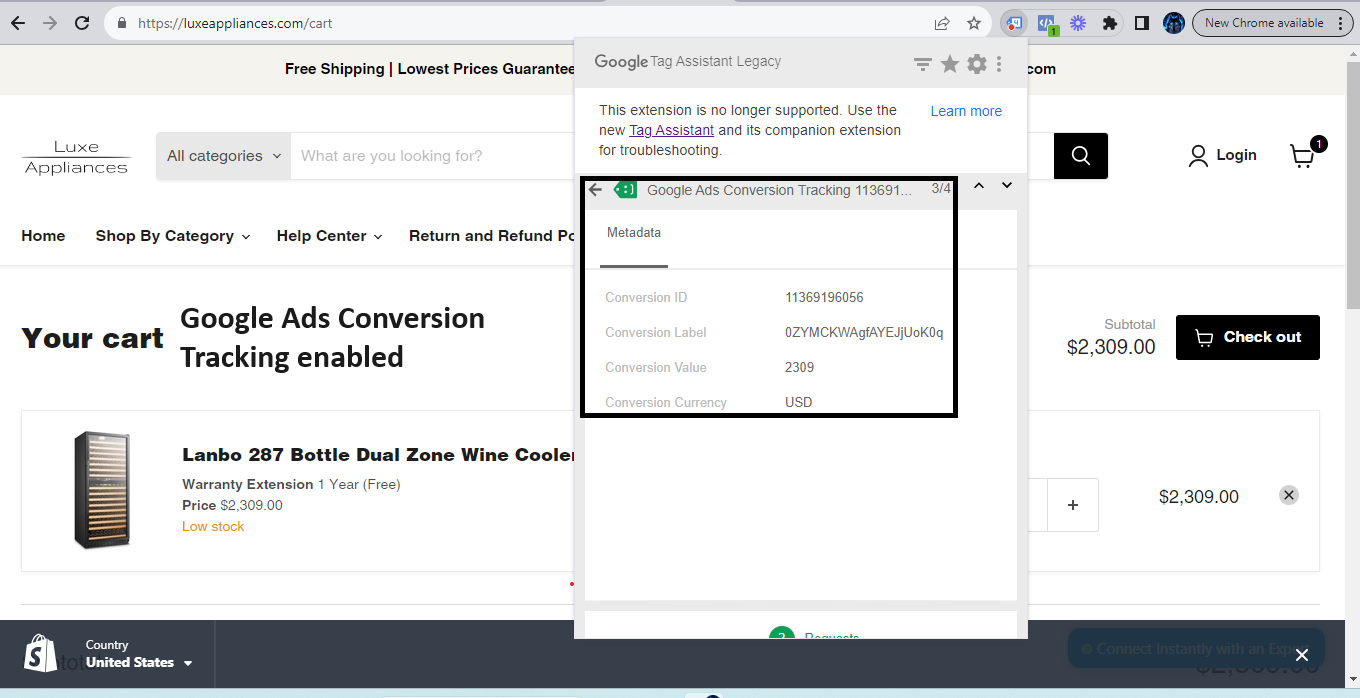 https://luxeappliances.com/cart
1
New Chrome available
Google Tag Assistant Legacy
Free Shipping | Lowest Prices Guarantee
com
This extension is no longer supported. Use the
new Tag Assistant and its companion extension
for troubleshooting.
Learn more
Luxe
Appliances
All categories
What are you looking for?
Login
1
Google Ads Conversion Tracking 113691...
3/4
Home
Shop By Category
Help Center
Return and Refund Po
Metadata
Conversion ID
11369196056
Conversion Label
0ZYMCKWAgfAYEJjUoK0q
Conversion Value
2309
Conversion Currency
USD
Your cart
Google Ads Conversion
Tracking enabled
Subtotal
$2,309.00
Check out
Lanbo 287 Bottle Dual Zone Wine Cooler
Warranty Extension 1 Year (Free)
Price $2,309.00
Low stock
+
$2,309.00
2 Requests
Country
United States
Connect Instantly with an Expert